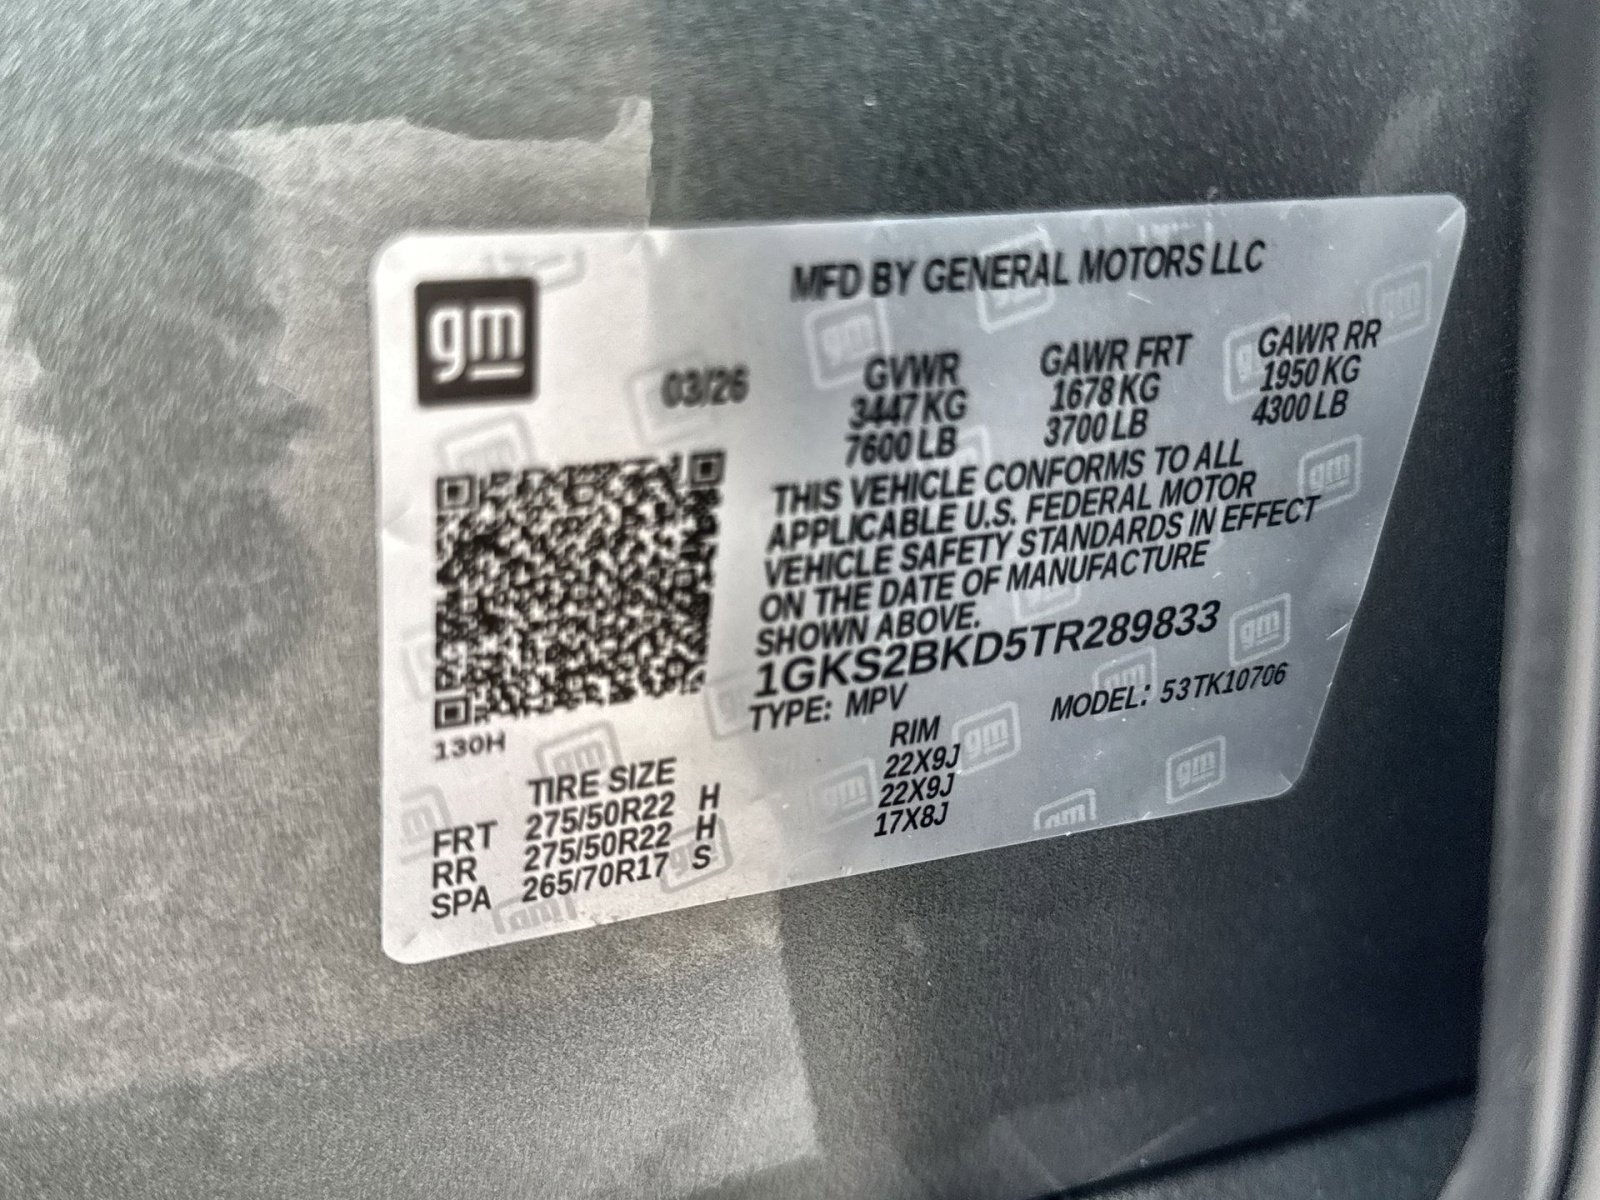 gm
MFD BY GENERAL MOTORS LLC
03/26
GVWR GAWR FRT GAWR RR
3447 KG 1678 KG 1950 KG
7600 LB 3700 LB 4300 LB
THIS VEHICLE CONFORMS TO ALL
APPLICABLE U.S. FEDERAL MOTOR
VEHICLE SAFETY STANDARDS IN EFFECT
ON THE DATE OF MANUFACTURE
SHOWN ABOVE.
1GKS2BKD5TR289833
TYPE: MPV MODEL: 53TK10706
130H
TIRE SIZE RIM
FRT 275/50R22 H 22X9J
RR 275/50R22 H 22X9J
SPA 265/70R17 S 17X8J